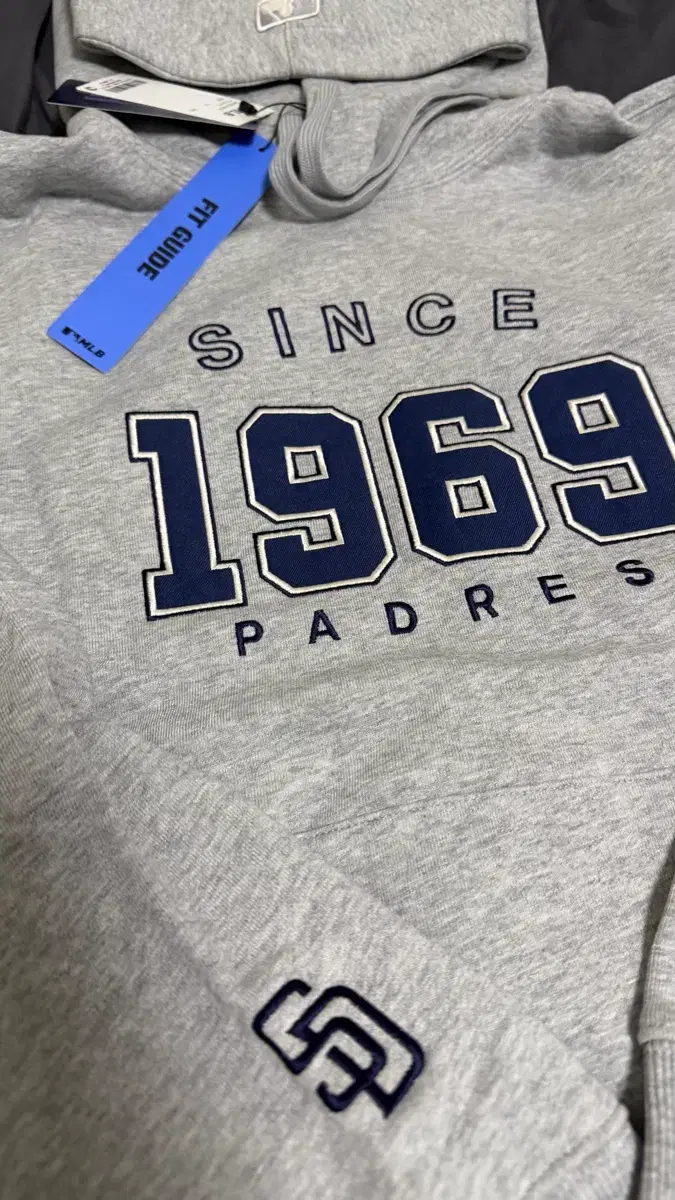 FIT GUIDE
MLB
SINCE
1969
PADRES
SD